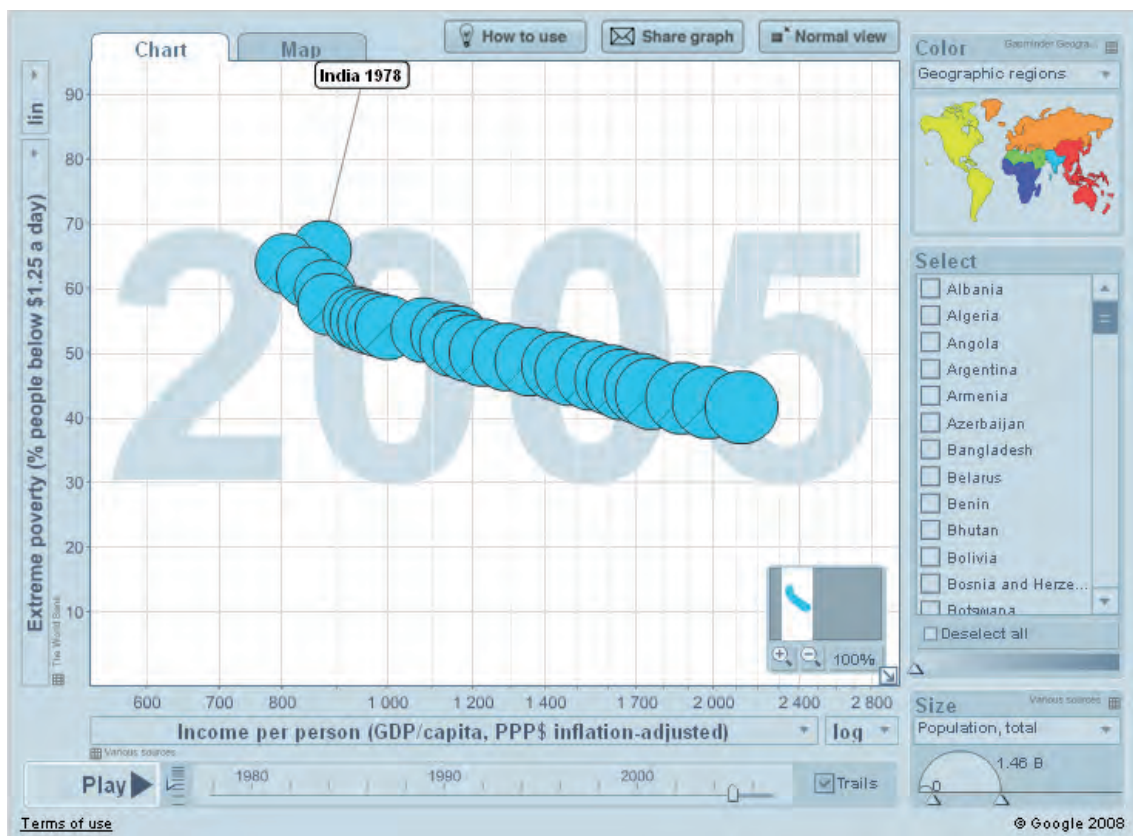 Chart
Map
How to use
Share graph
Normal view
India 1978
lin
Extreme poverty (% people below $1.25 a day)
The World Bank
90
80
70
60
50
40
30
20
10
2005
600 700 800 1 000 1 200 1 400 1 700 2 000 2 400 2 800
100%
Income per person (GDP/capita, PPP$ inflation-adjusted)
log
Various sources
Play
1980 1990 2000
Trails
Terms of use
Color
Gapminder Geogra...
Geographic regions
Select
Albania
Algeria
Angola
Argentina
Armenia
Azerbaijan
Bangladesh
Belarus
Benin
Bhutan
Bolivia
Bosnia and Herze...
Botswana
Deselect all
Size
Various sources
Population, total
1.46 B
0
© Google 2008